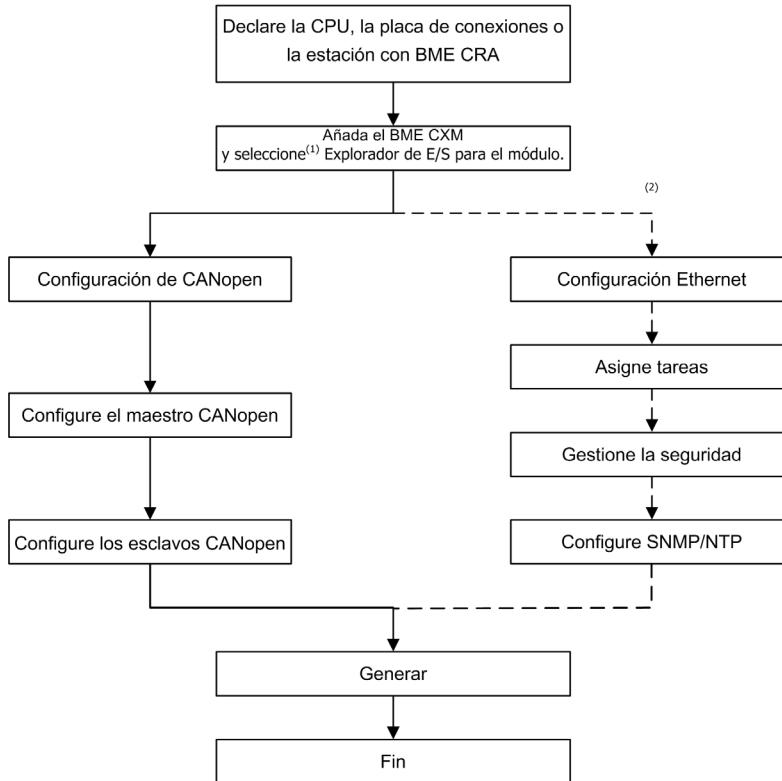 Declare la CPU, la placa de conexiones o
la estación con BME CRA
Añada el BME CXM
y seleccione(1) Explorador de E/S para el módulo.
(2)
Configuración de CANopen
Configuración Ethernet
Asigne tareas
Configure el maestro CANopen
Gestione la seguridad
Configure los esclavos CANopen
Configure SNMP/NTP
Generar
Fin